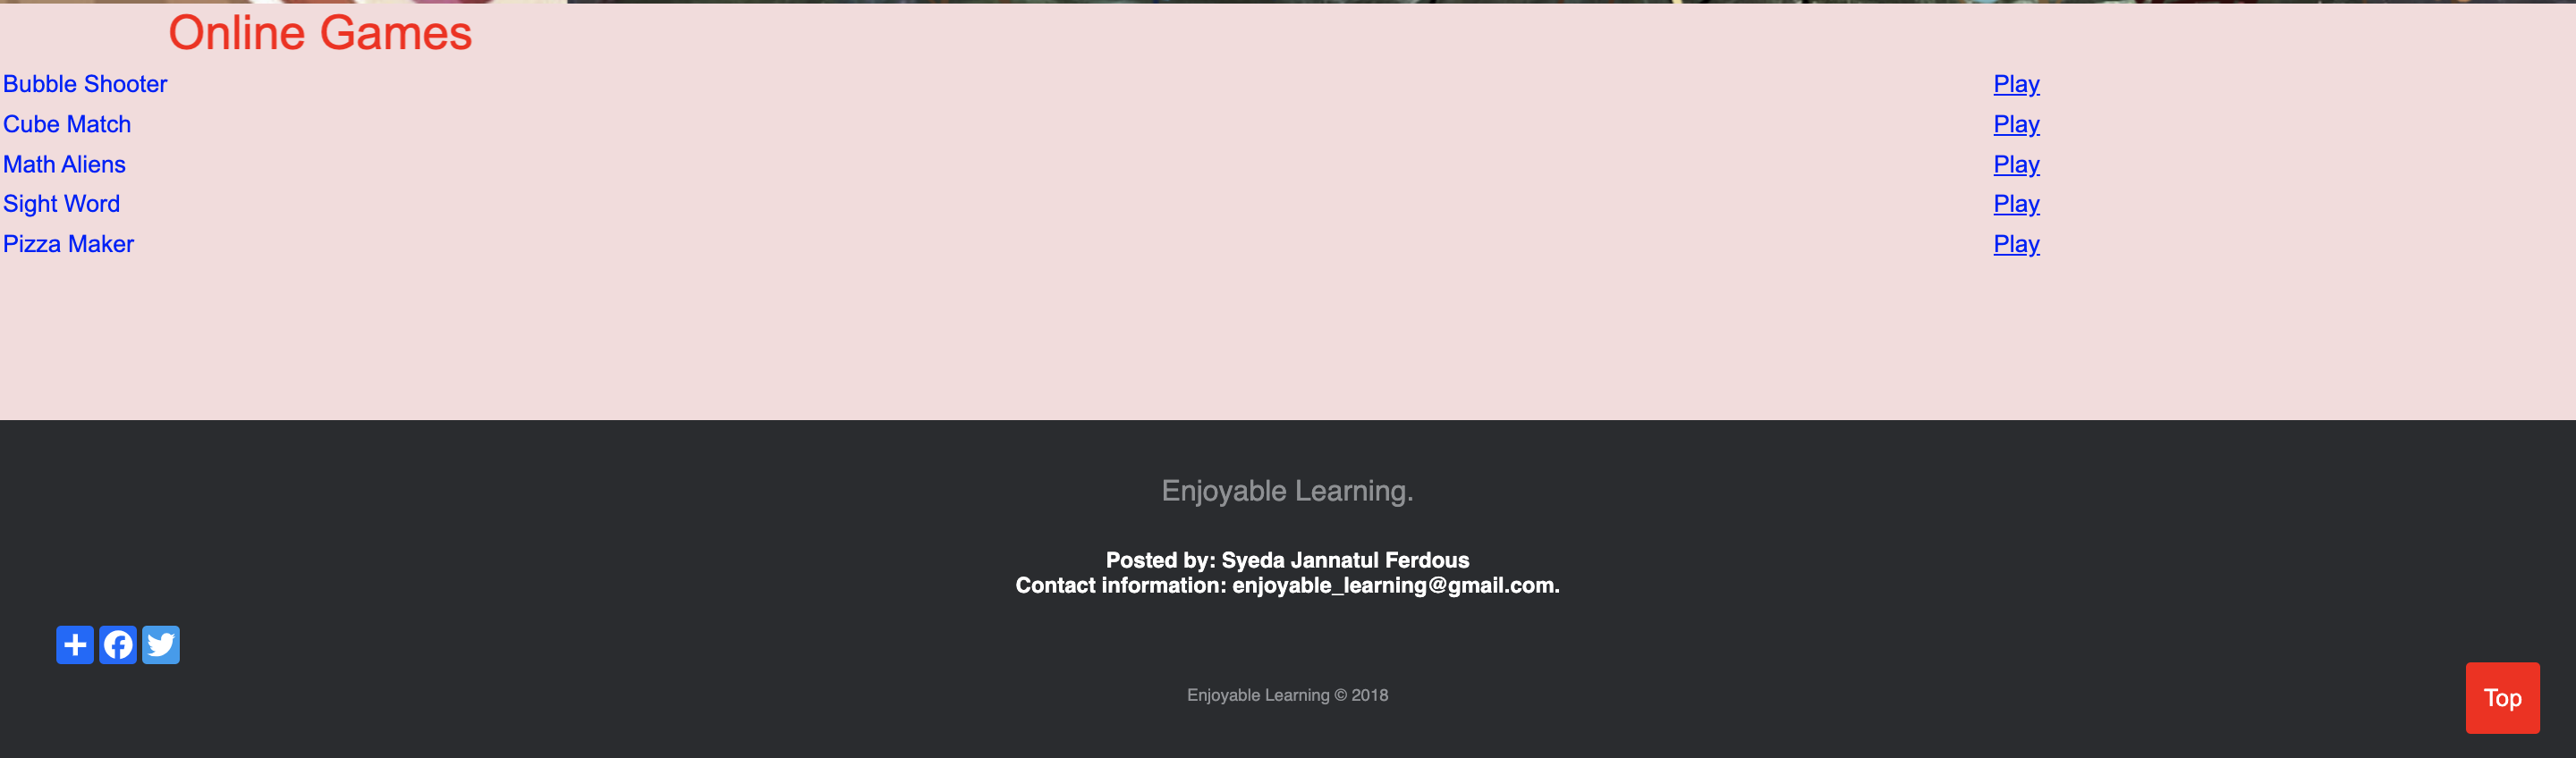 Online Games
Bubble Shooter Play
Cube Match Play
Math Aliens Play
Sight Word Play
Pizza Maker Play
Enjoyable Learning.
Posted by: Syeda Jannatul Ferdous
Contact information: enjoyable_learning@gmail.com.
Enjoyable Learning © 2018
Top